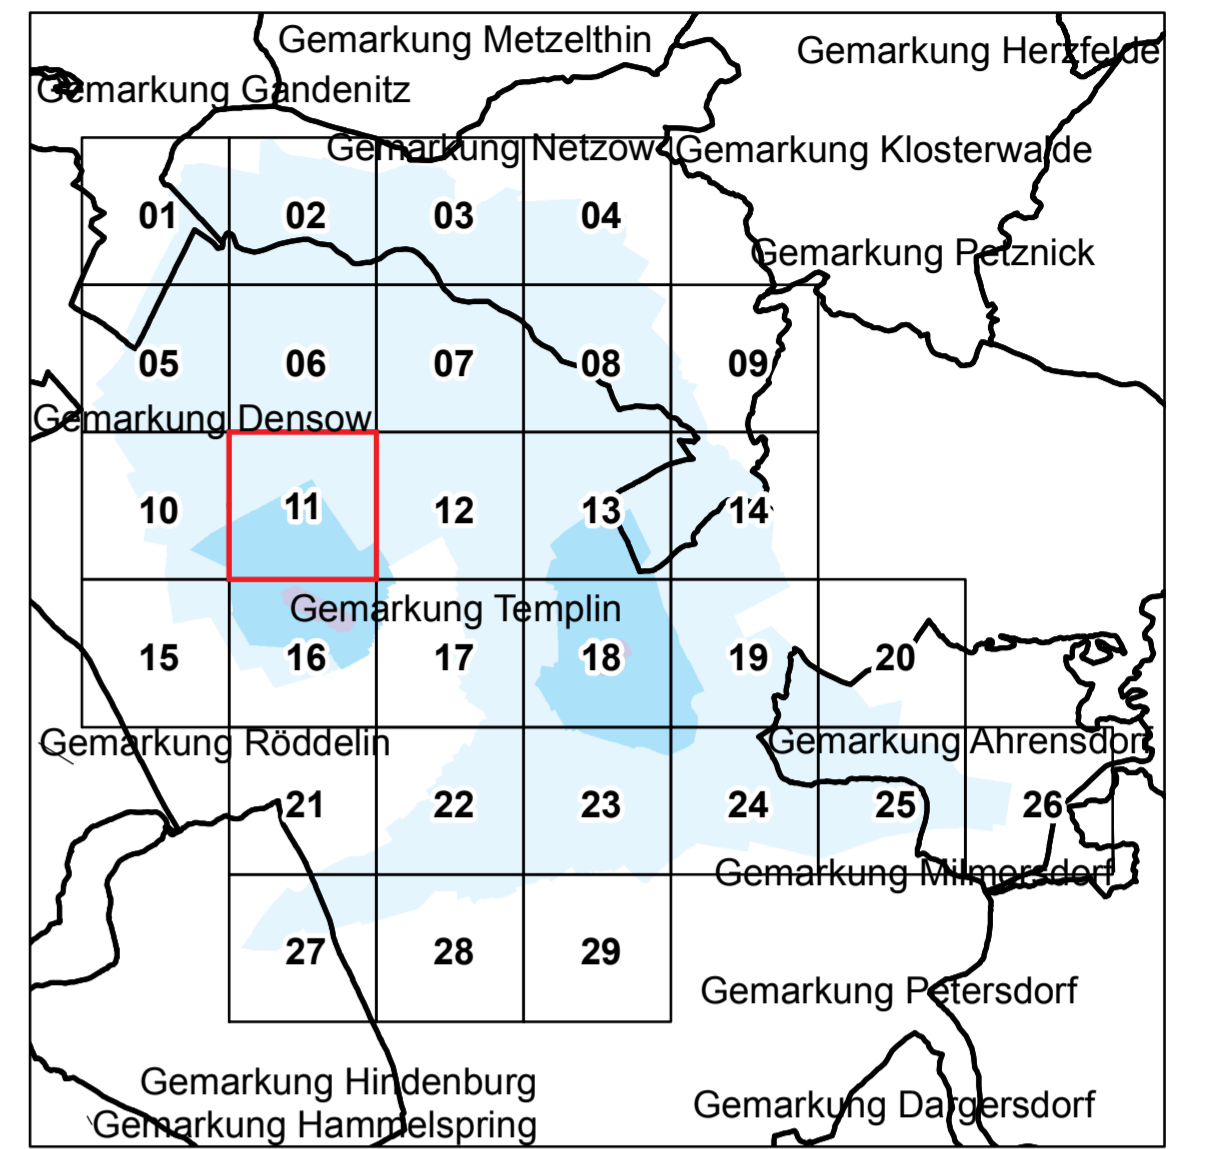 Gemarkung Metzelthin
Gemarkung Herzfelde
Gemarkung Gandenitz
Gemarkung Netzow
Gemarkung Klosterwalde
01 02 03 04
Gemarkung Petznick
05 06 07 08 09
Gemarkung Densow
10 11 12 13 14
Gemarkung Templin
15 16 17 18 19 20
Gemarkung Röddelin
Gemarkung Ahrensdorf
21 22 23 24 25 26
Gemarkung Milmersdorf
27 28 29
Gemarkung Petersdorf
Gemarkung Hindenburg
Gemarkung Dargersdorf
Gemarkung Hammelspring